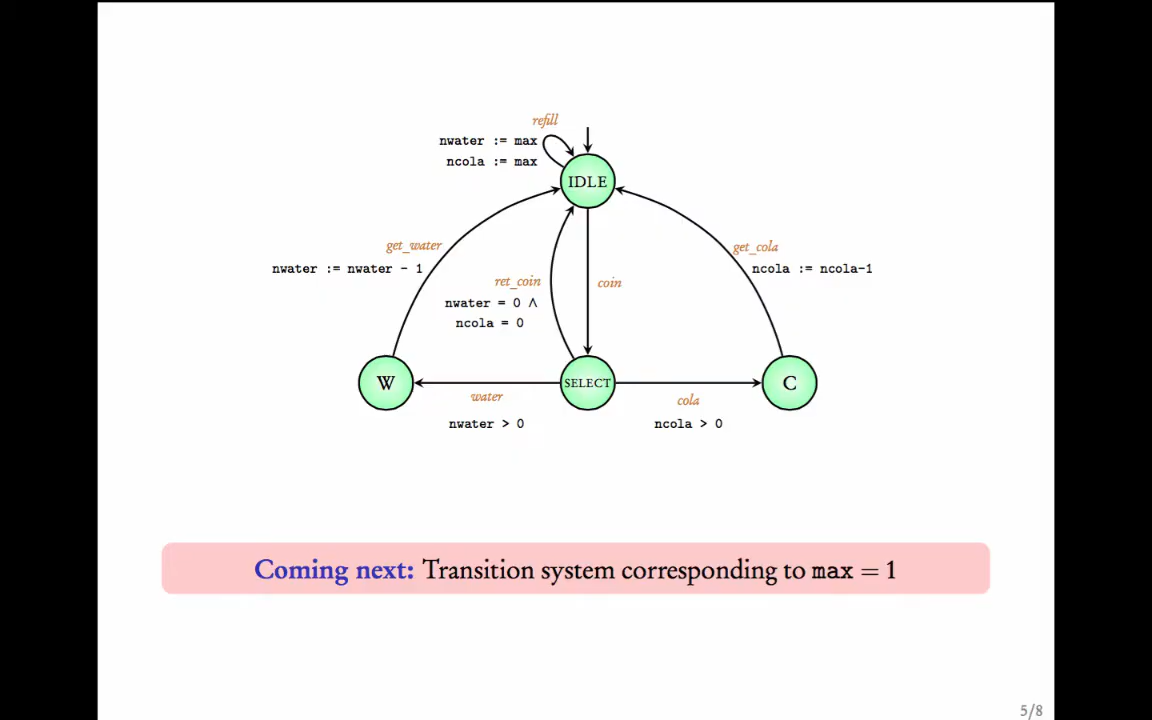 refill
nwater := max
ncola := max
IDLE
get_water
nwater := nwater - 1
get_cola
ncola := ncola-1
ret_coin
nwater = 0 ∧
ncola = 0
coin
W
SELECT
C
water
nwater > 0
cola
ncola > 0
Coming next: Transition system corresponding to max = 1
5/8